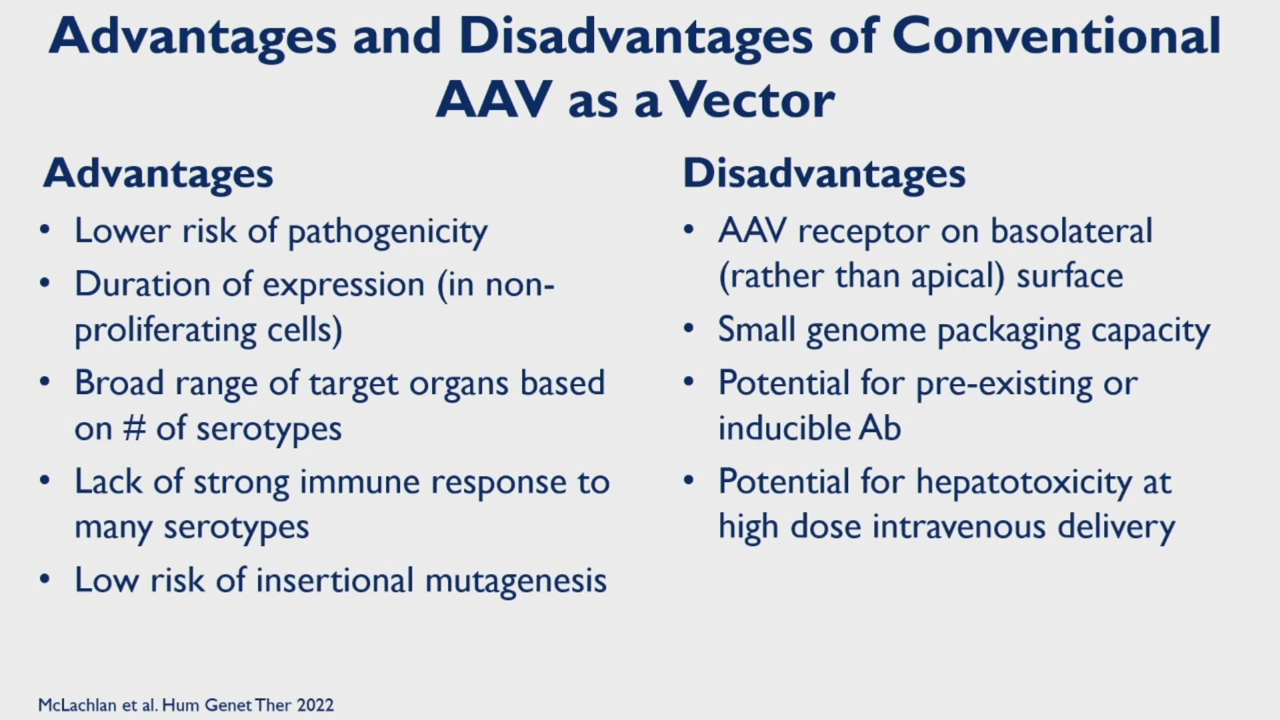 Advantages and Disadvantages of Conventional
AAV as a Vector
Advantages
• Lower risk of pathogenicity
• Duration of expression (in non-
proliferating cells)
• Broad range of target organs based
on # of serotypes
• Lack of strong immune response to
many serotypes
• Low risk of insertional mutagenesis
Disadvantages
• AAV receptor on basolateral
(rather than apical) surface
• Small genome packaging capacity
• Potential for pre-existing or
inducible Ab
• Potential for hepatotoxicity at
high dose intravenous delivery
McLachlan et al. Hum Genet Ther 2022